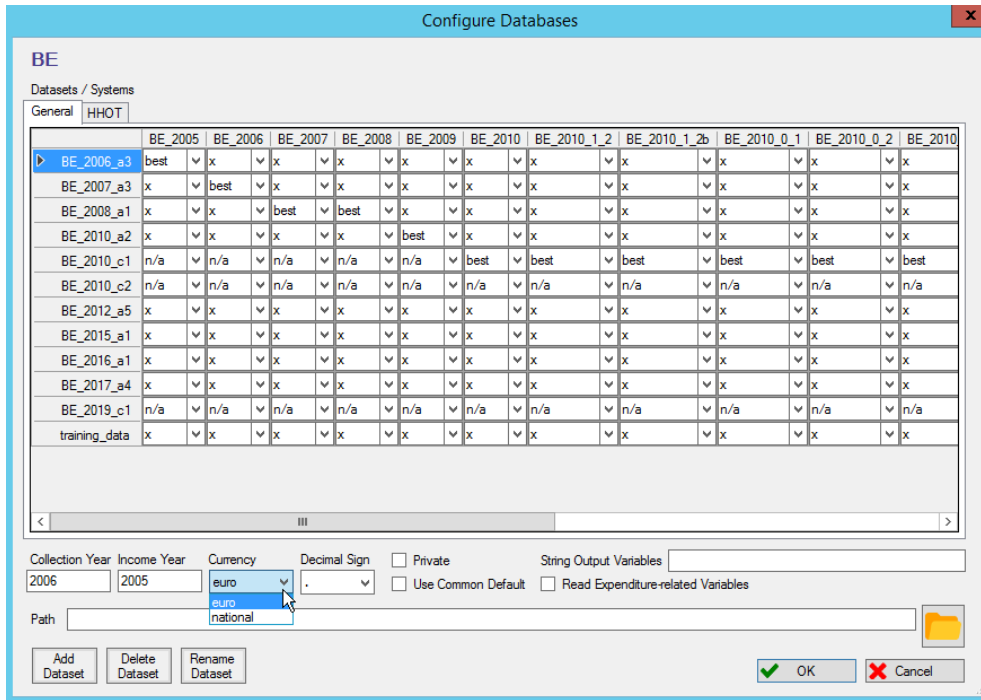 Configure Databases
x
BE
Datasets / Systems
General HHOT
BE_2005 BE_2006 BE_2007 BE_2008 BE_2009 BE_2010 BE_2010_1_2 BE_2010_1_2b BE_2010_0_1 BE_2010_0_2 BE_2010_
BE_2006_a3 best x x x x x x x x x x
BE_2007_a3 x best x x x x x x x x x
BE_2008_a1 x x best best x x x x x x x
BE_2010_a2 x x x x best x x x x x x
BE_2010_c1 n/a n/a n/a n/a n/a best best best best best best
BE_2010_c2 n/a n/a n/a n/a n/a n/a n/a n/a n/a n/a n/a
BE_2012_a5 x x x x x x x x x x x
BE_2015_a1 x x x x x x x x x x x
BE_2016_a1 x x x x x x x x x x x
BE_2017_a4 x x x x x x x x x x x
BE_2019_c1 n/a n/a n/a n/a n/a n/a n/a n/a n/a n/a n/a
training_data x x x x x x x x x x x
Collection Year Income Year Currency Decimal Sign Private String Output Variables
2006 2005 euro . Use Common Default Read Expenditure-related Variables
euro
national
Path
Add Dataset Delete Dataset Rename Dataset OK Cancel